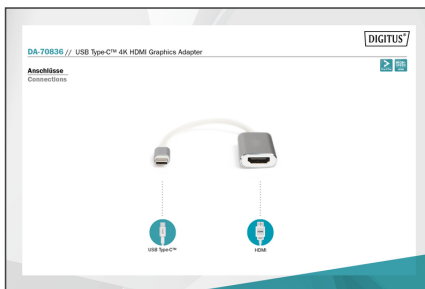 DIGITUS®
DA-70836 // USB Type-C™ 4K HDMI Graphics Adapter
Anschlüsse
Connections
USB Type-C™
HDMI